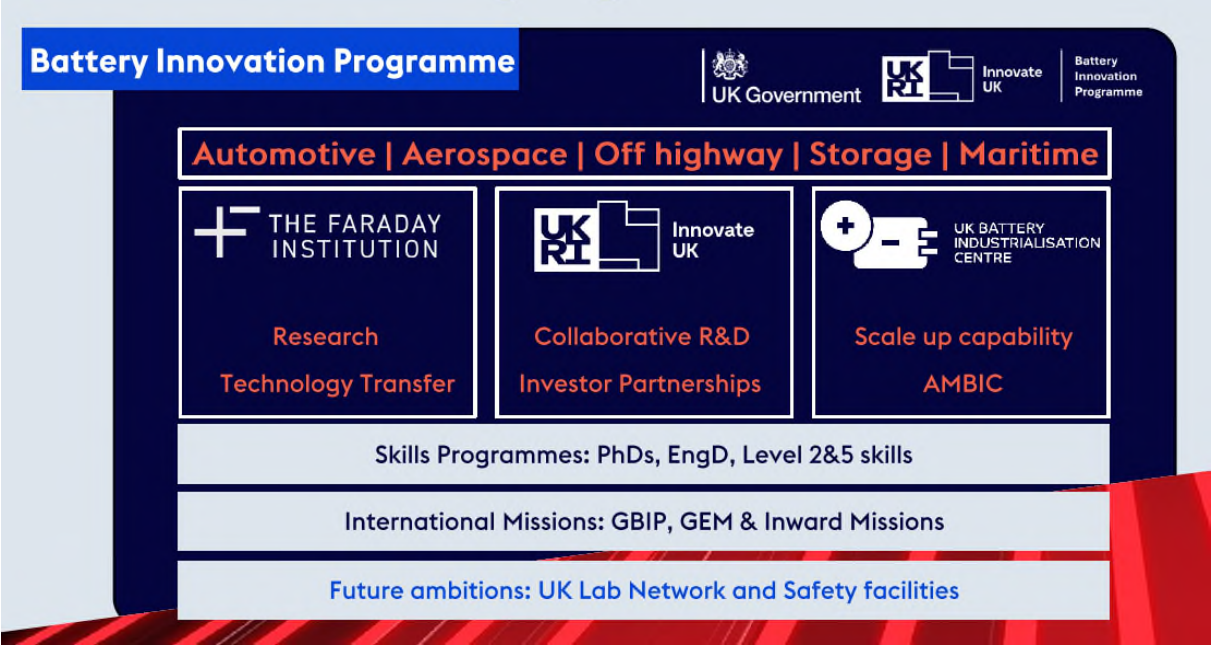 Battery Innovation Programme
UK Government
UK
RI
Innovate
UK
Battery
Innovation
Programme
Automotive | Aerospace | Off highway | Storage | Maritime
THE FARADAY
INSTITUTION
Research
Technology Transfer
UK
RI
Innovate
UK
Collaborative R&D
Investor Partnerships
UK BATTERY
INDUSTRIALISATION
CENTRE
Scale up capability
AMBIC
Skills Programmes: PhDs, EngD, Level 2&5 skills
International Missions: GBIP, GEM & Inward Missions
Future ambitions: UK Lab Network and Safety facilities